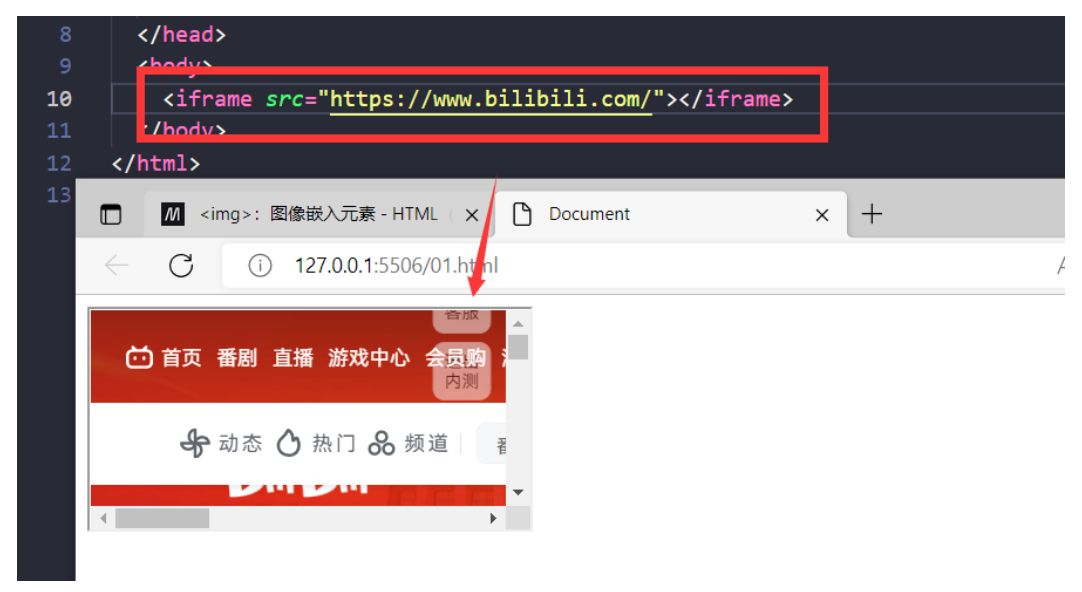 8 </head>
9 <body>
10 <iframe src="https://www.bilibili.com/"></iframe>
11 </body>
12 </html>
13
<img>：图像嵌入元素 - HTML (
Document
127.0.0.1:5506/01.html
客服
首页 番剧 直播 游戏中心 会员购
内测
动态 热门 频道 番